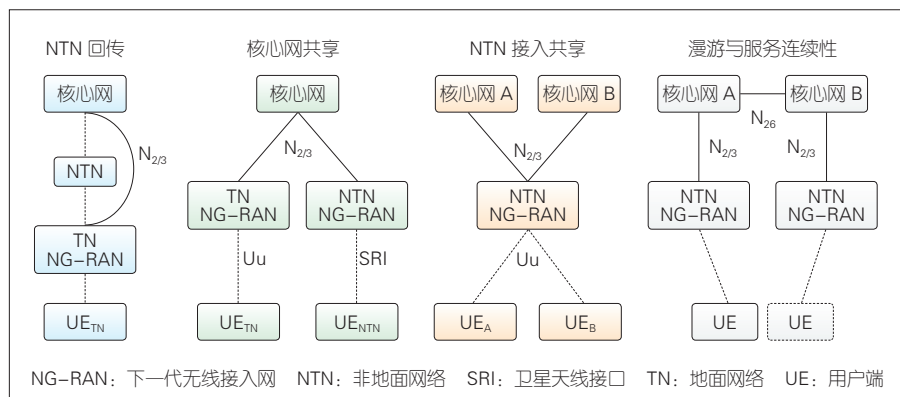 NTN 回传 核心网共享 NTN 接入共享 漫游与服务连续性
核心网 核心网 核心网 A 核心网 B 核心网 A 核心网 B
N26
N2/3 N2/3 N2/3 N2/3 N2/3
NTN
TN
NG-RAN
NTN
NG-RAN
NTN
NG-RAN
NTN
NG-RAN
NTN
NG-RAN
TN
NG-RAN
Uu SRI Uu
UETN UETN UENTN UEA UEB UE UE
NG-RAN：下一代无线接入网 NTN：非地面网络 SRI：卫星天线接口 TN：地面网络 UE：用户端